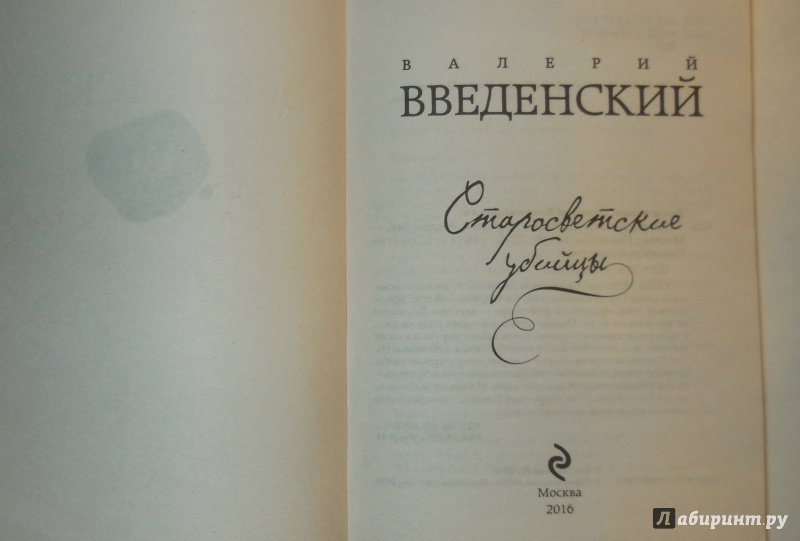 ВАЛЕРИЙ
ВВЕДЕНСКИЙ
Старосветские
убийцы
Москва
2016
Лабиринт.ру